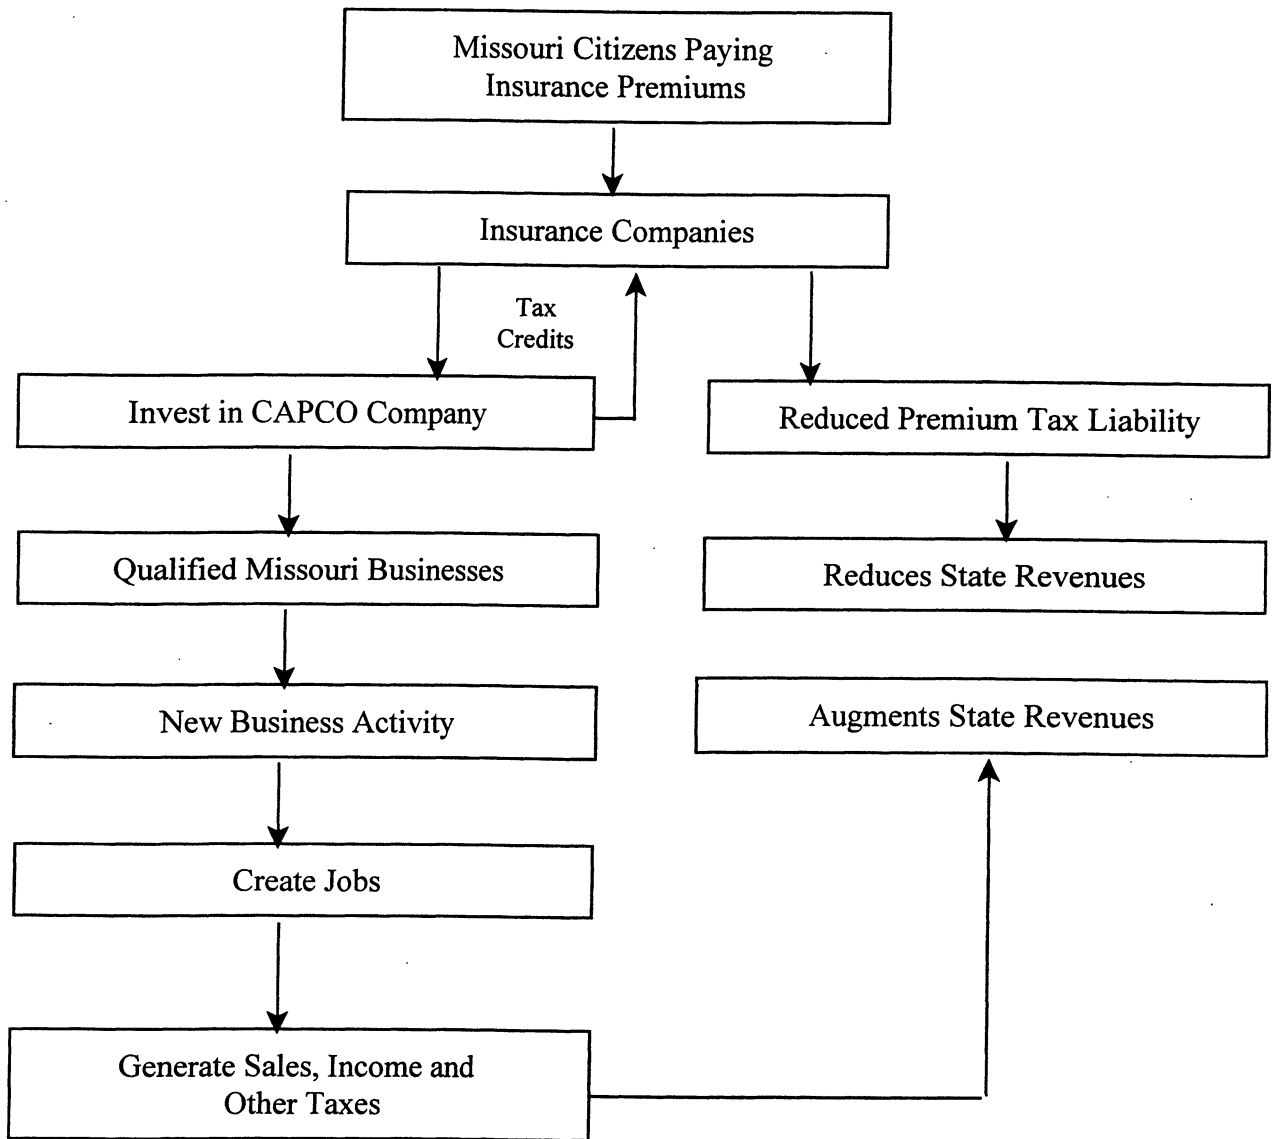 Missouri Citizens Paying
Insurance Premiums
Insurance Companies
Tax
Credits
Invest in CAPCO Company
Reduced Premium Tax Liability
Qualified Missouri Businesses
Reduces State Revenues
New Business Activity
Augments State Revenues
Create Jobs
Generate Sales, Income and
Other Taxes